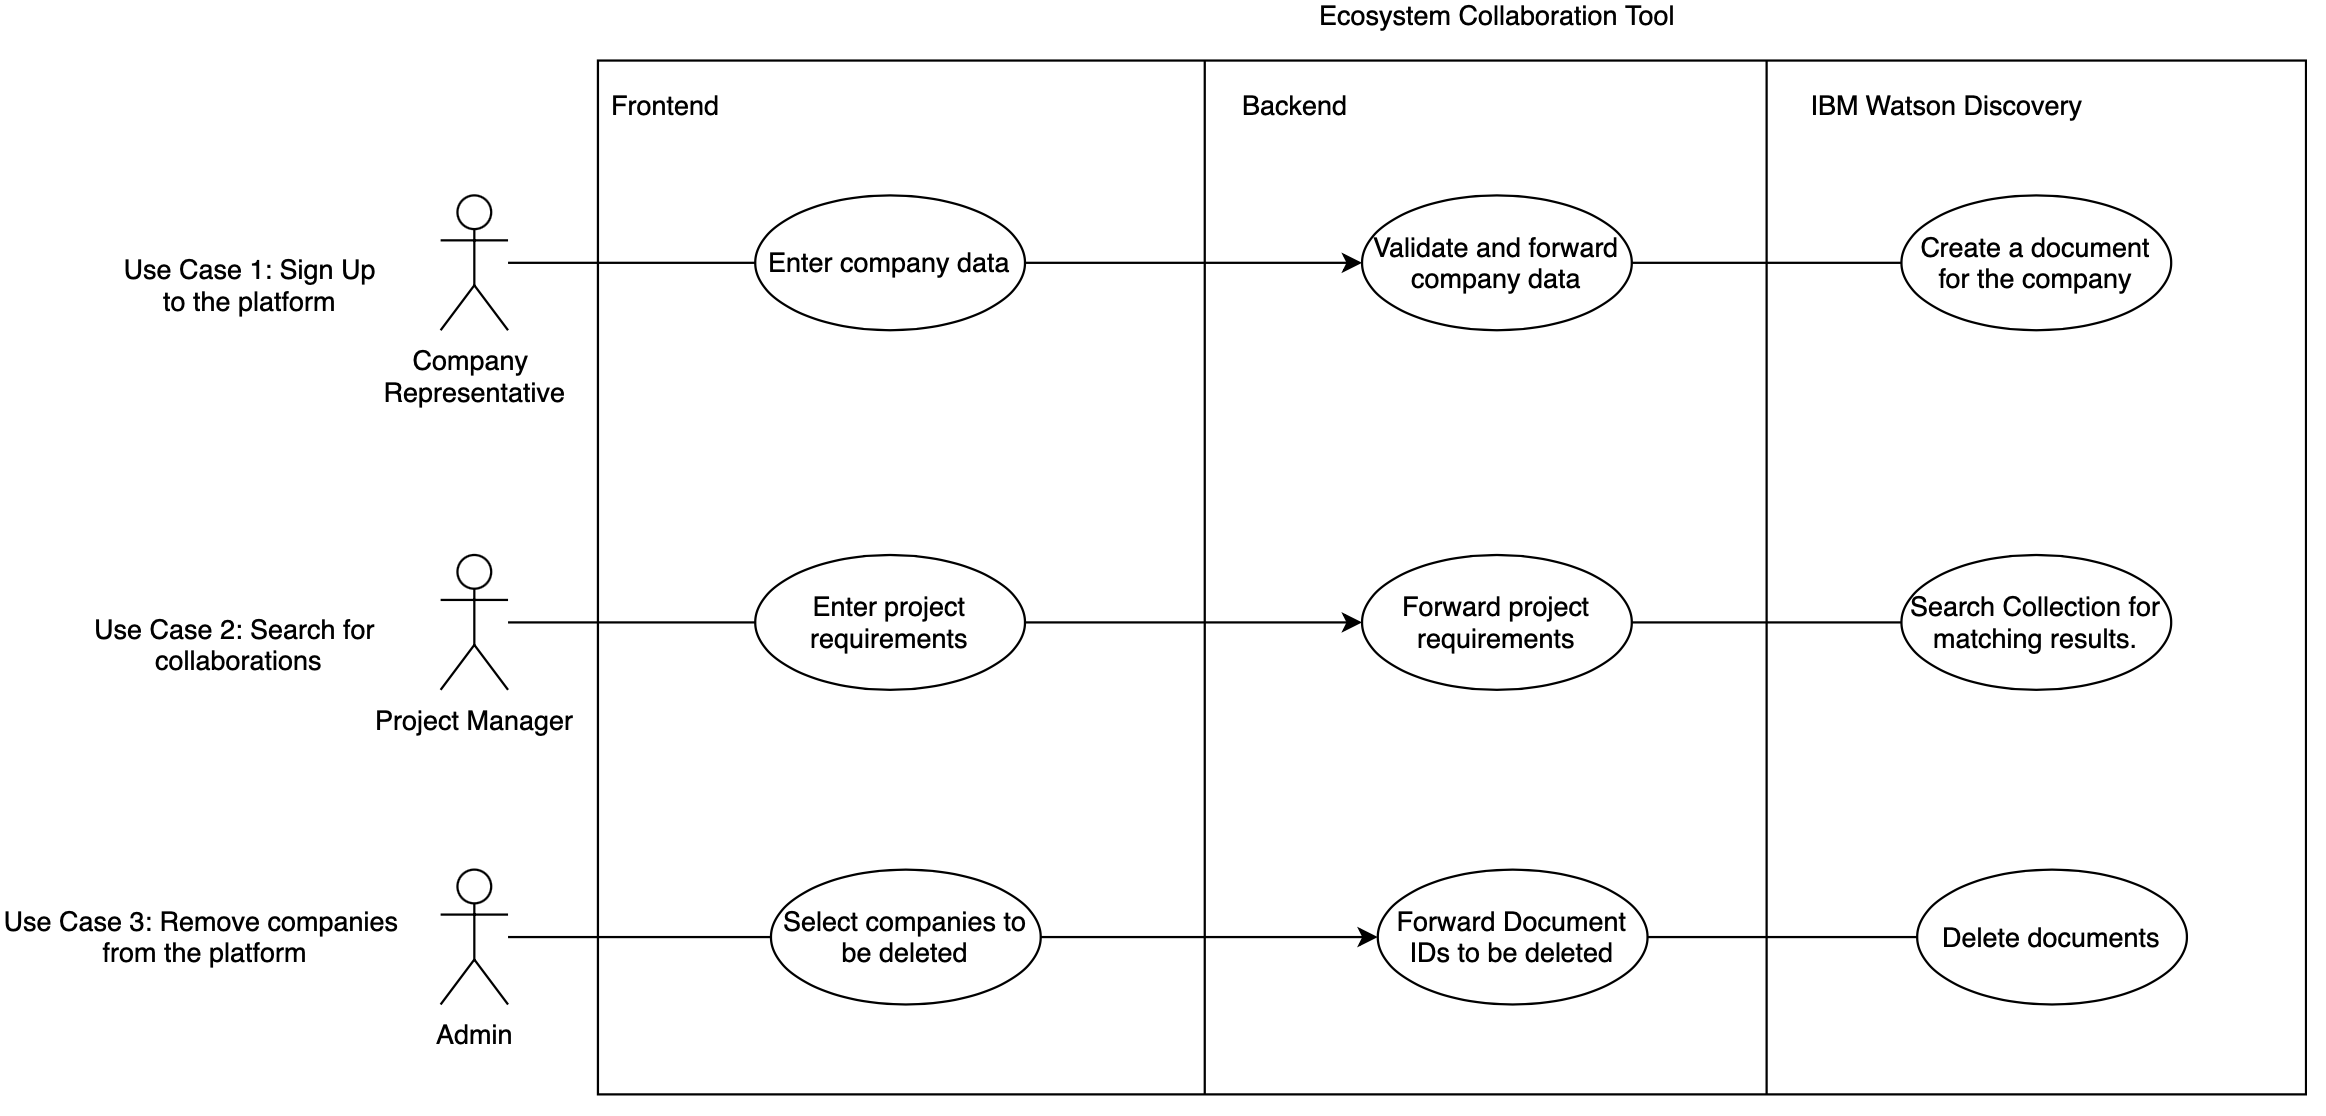 Ecosystem Collaboration Tool
Frontend
Backend
IBM Watson Discovery
Use Case 1: Sign Up
to the platform
Company
Representative
Enter company data
Validate and forward
company data
Create a document
for the company
Use Case 2: Search for
collaborations
Project Manager
Enter project
requirements
Forward project
requirements
Search Collection for
matching results.
Use Case 3: Remove companies
from the platform
Admin
Select companies to
be deleted
Forward Document
IDs to be deleted
Delete documents